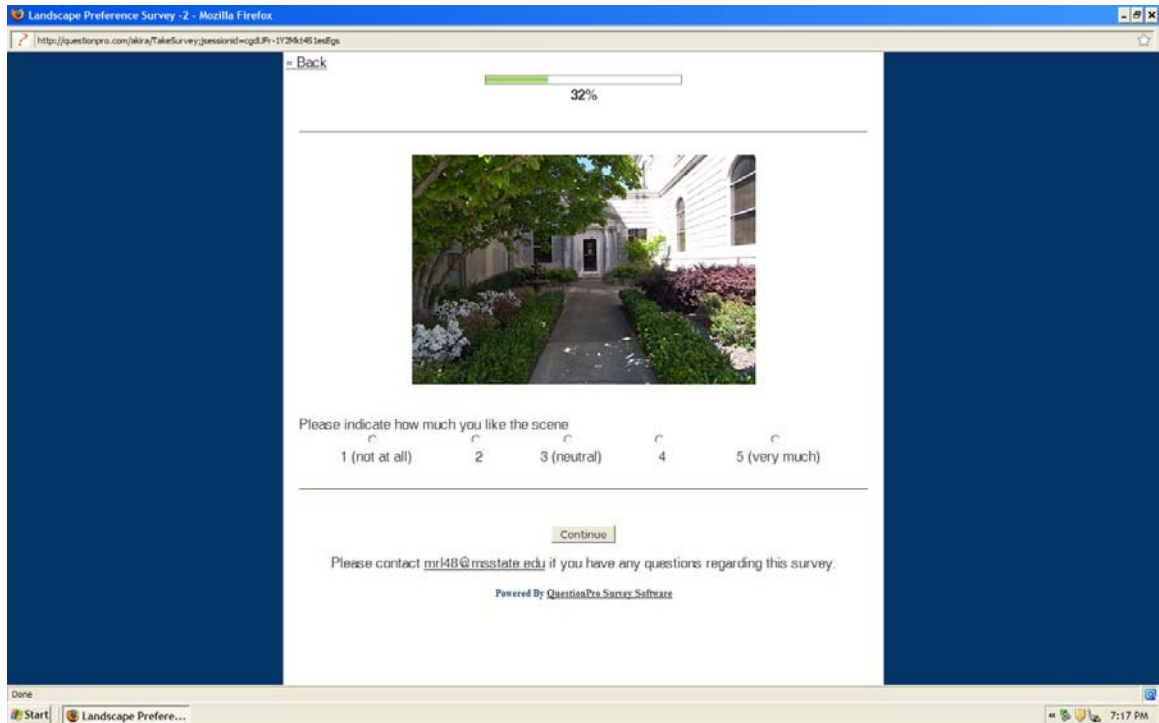 Landscape Preference Survey -2 - Mozilla Firefox
« Back
32%
Please indicate how much you like the scene
1 (not at all) 2 3 (neutral) 4 5 (very much)
Continue
Please contact mrl48@msstate.edu if you have any questions regarding this survey.
Powered By QuestionPro Survey Software
Done
Start Landscape Prefere... « 7:17 PM